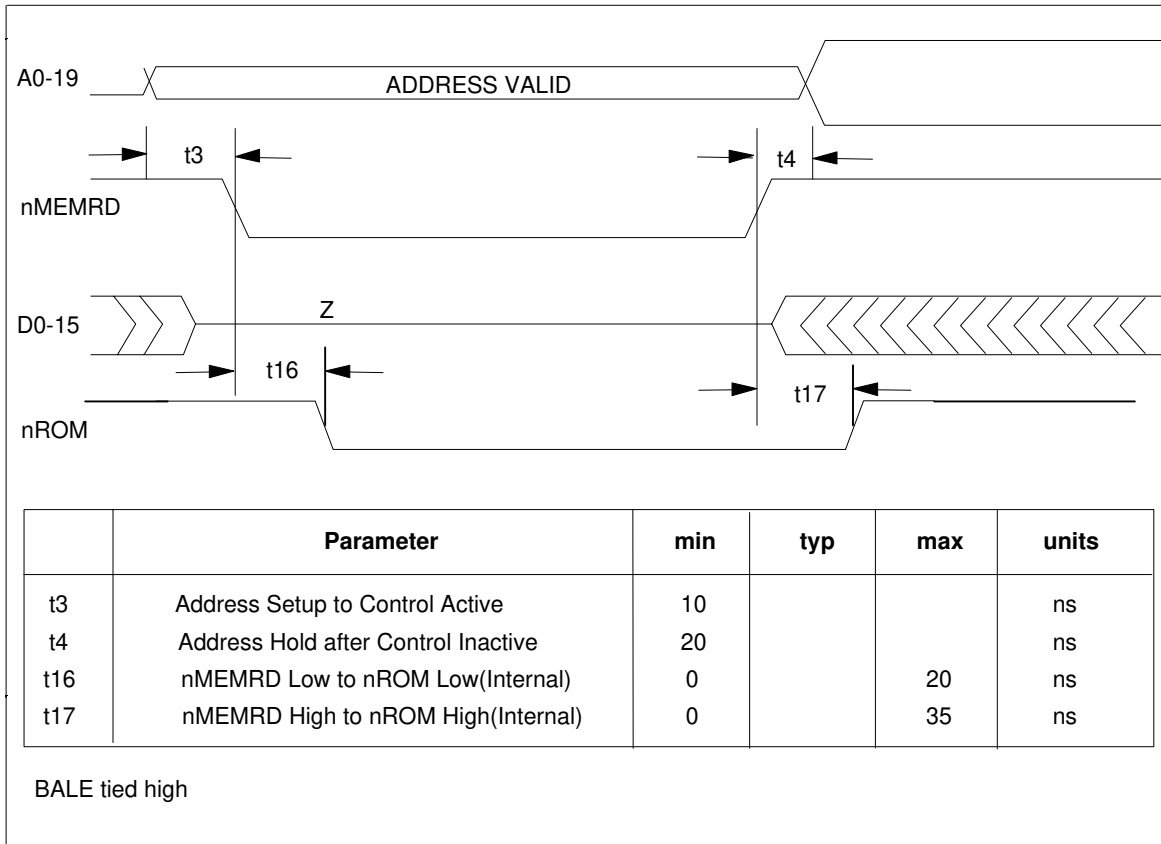 A0-19
ADDRESS VALID
t3
t4
nMEMRD
Z
D0-15
t16
t17
nROM
Parameter min typ max units
t3 Address Setup to Control Active 10 ns
t4 Address Hold after Control Inactive 20 ns
t16 nMEMRD Low to nROM Low(Internal) 0 20 ns
t17 nMEMRD High to nROM High(Internal) 0 35 ns
BALE tied high